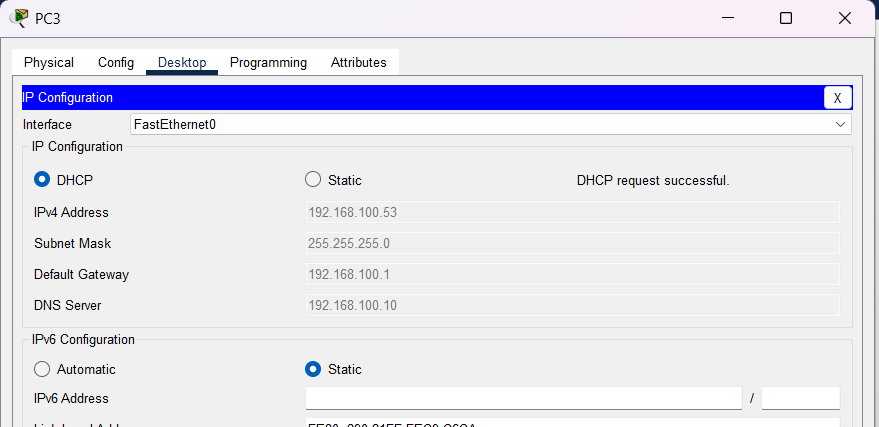 PC3
Physical Config Desktop Programming Attributes
IP Configuration X
Interface FastEthernet0
IP Configuration
DHCP Static DHCP request successful.
IPv4 Address 192.168.100.53
Subnet Mask 255.255.255.0
Default Gateway 192.168.100.1
DNS Server 192.168.100.10
IPv6 Configuration
Automatic Static
IPv6 Address /